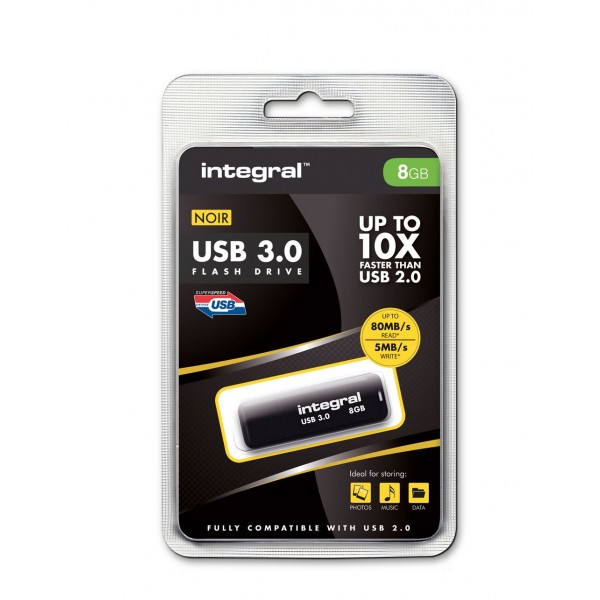 integral™
8GB
NOIR
USB 3.0
FLASH DRIVE
UP TO
10X
FASTER THAN
USB 2.0
SUPERSPEED
CERTIFIED USB
UP TO
80MB/s
READ*
5MB/s
WRITE*
integral
USB 3.0 8GB
Ideal for storing:
PHOTOS MUSIC DATA
FULLY COMPATIBLE WITH USB 2.0